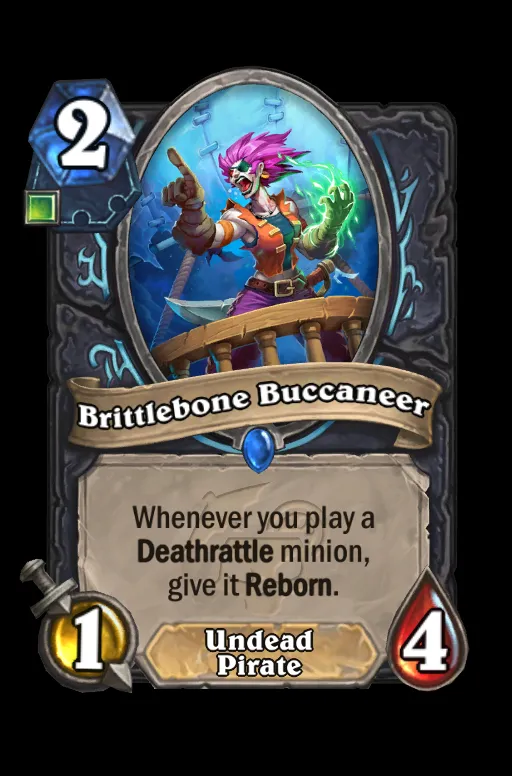 2
Brittlebone Buccaneer
Whenever you play a
Deathrattle minion,
give it Reborn.
1
Undead
Pirate
4